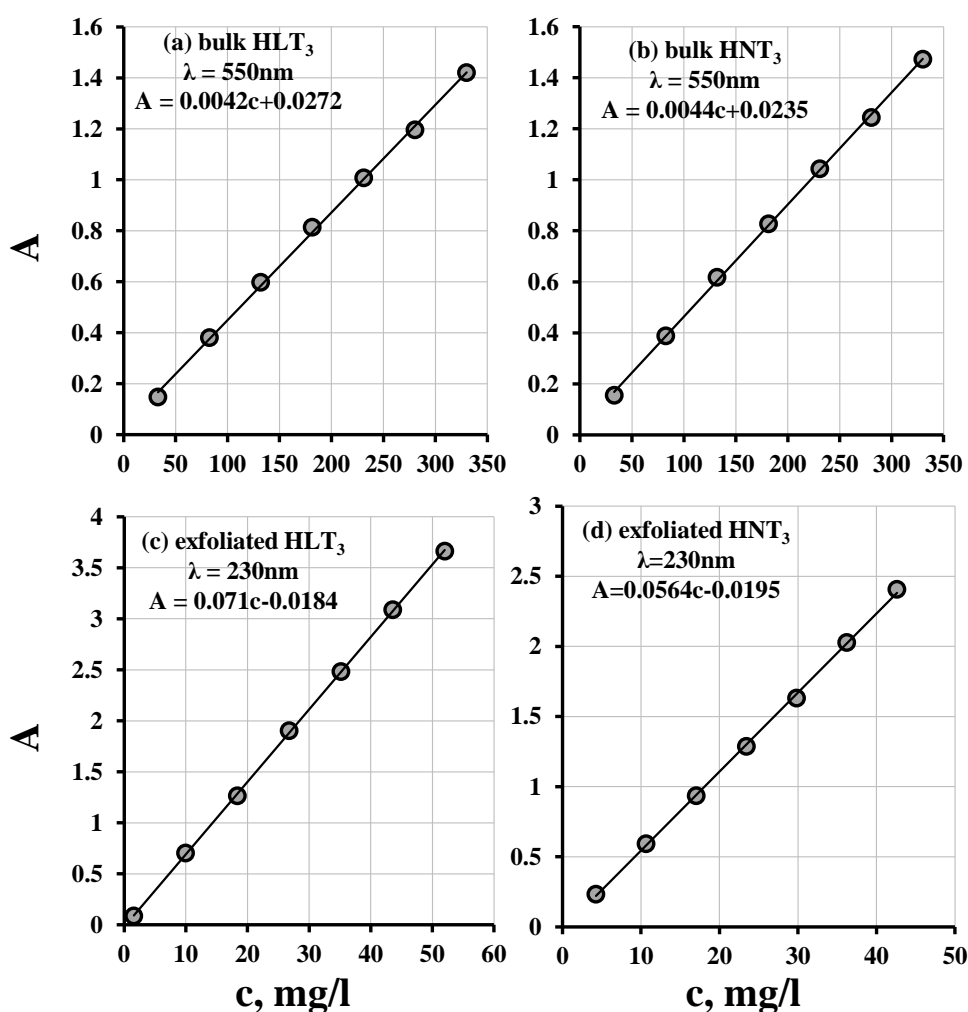 (a) bulk HLT₃
λ = 550nm
A = 0.0042c+0.0272
1.6
1.4
1.2
1
0.8
0.6
0.4
0.2
0
0 50 100 150 200 250 300 350
(b) bulk HNT₃
λ = 550nm
A = 0.0044c+0.0235
1.6
1.4
1.2
1
0.8
0.6
0.4
0.2
0
0 50 100 150 200 250 300 350
A
(c) exfoliated HLT₃
λ = 230nm
A = 0.071c-0.0184
4
3.5
3
2.5
2
1.5
1
0.5
0
0 10 20 30 40 50 60
A
c, mg/l
(d) exfoliated HNT₃
λ=230nm
A=0.0564c-0.0195
3
2.5
2
1.5
1
0.5
0
0 10 20 30 40 50
c, mg/l